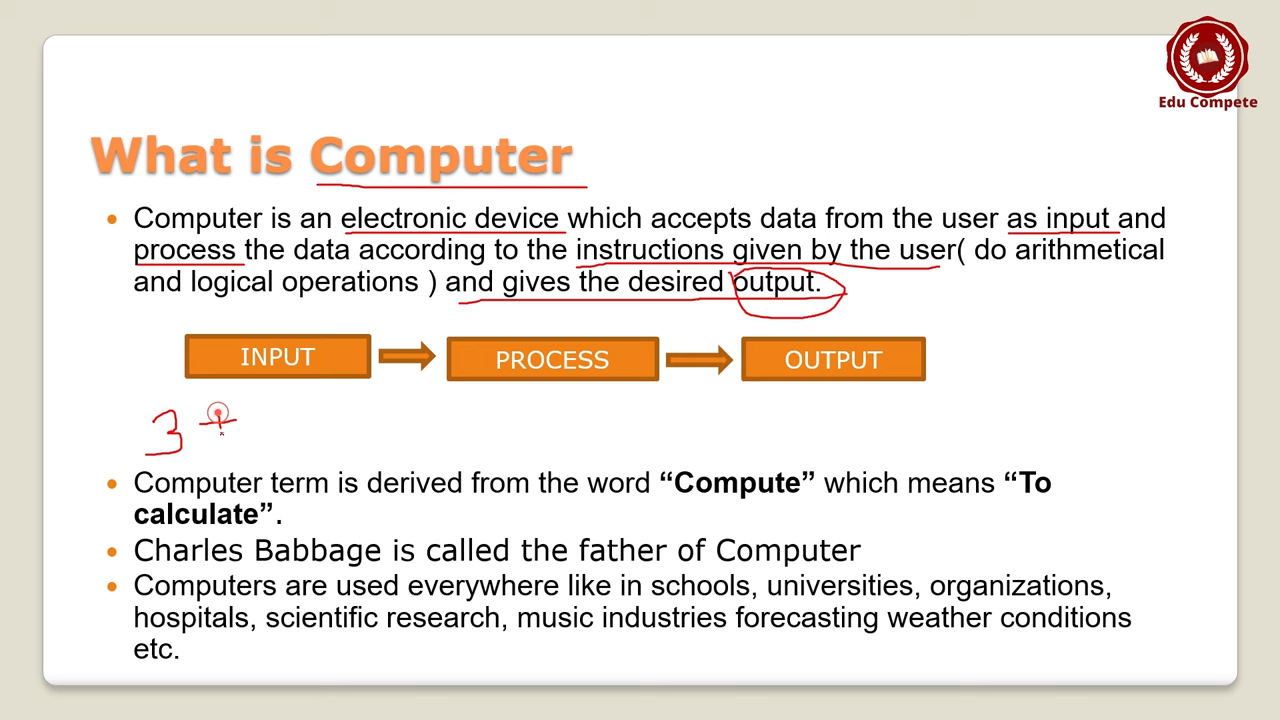 Edu Compete
What is Computer
• Computer is an electronic device which accepts data from the user as input and
process the data according to the instructions given by the user( do arithmetical
and logical operations ) and gives the desired output.
INPUT PROCESS OUTPUT
3 +
• Computer term is derived from the word “Compute” which means “To
calculate”.
• Charles Babbage is called the father of Computer
• Computers are used everywhere like in schools, universities, organizations,
hospitals, scientific research, music industries forecasting weather conditions
etc.